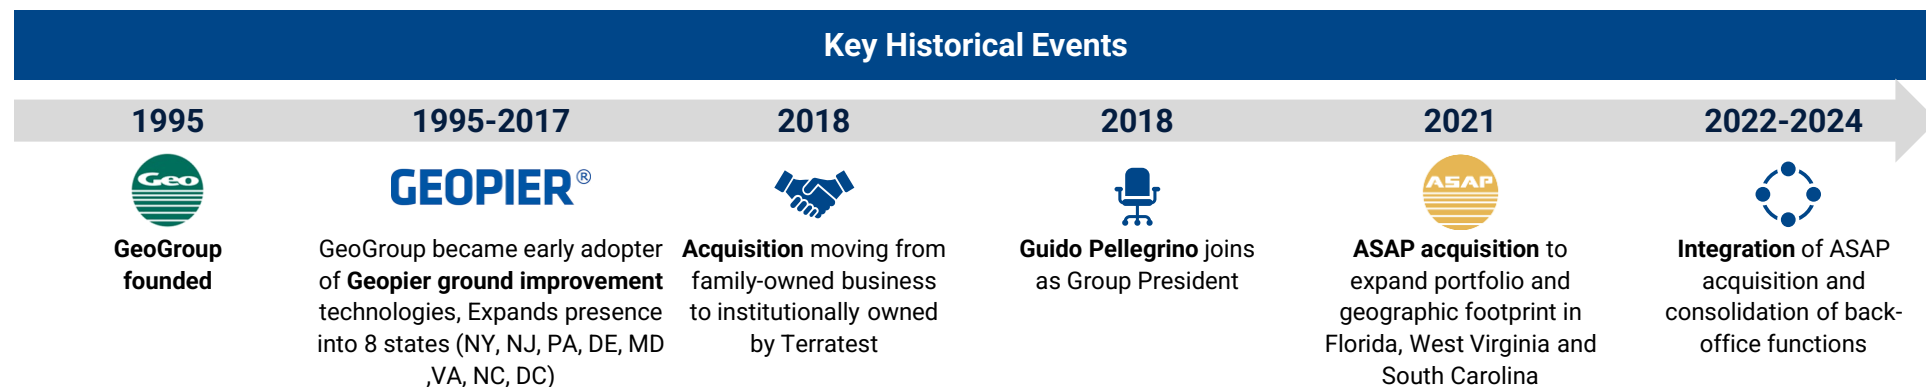 Key Historical Events
1995
1995-2017
2018
2018
2021
2022-2024
Geo
GEOPIER®
ASAP
GeoGroup
founded
GeoGroup became early adopter
of Geopier ground improvement
technologies, Expands presence
into 8 states (NY, NJ, PA, DE, MD
,VA, NC, DC)
Acquisition moving from
family-owned business
to institutionally owned
by Terratest
Guido Pellegrino joins
as Group President
ASAP acquisition to
expand portfolio and
geographic footprint in
Florida, West Virginia and
South Carolina
Integration of ASAP
acquisition and
consolidation of back-
office functions